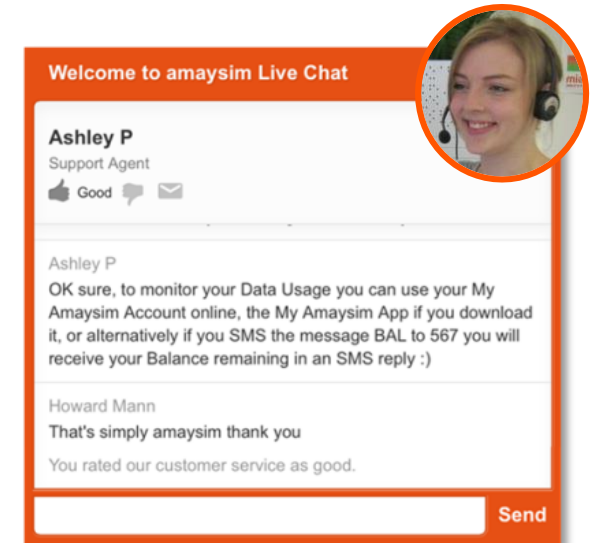 Welcome to amaysim Live Chat
Ashley P
Support Agent
Good
Ashley P
OK sure, to monitor your Data Usage you can use your My
Amaysim Account online, the My Amaysim App if you download
it, or alternatively if you SMS the message BAL to 567 you will
receive your Balance remaining in an SMS reply :)
Howard Mann
That's simply amaysim thank you
You rated our customer service as good.
Send